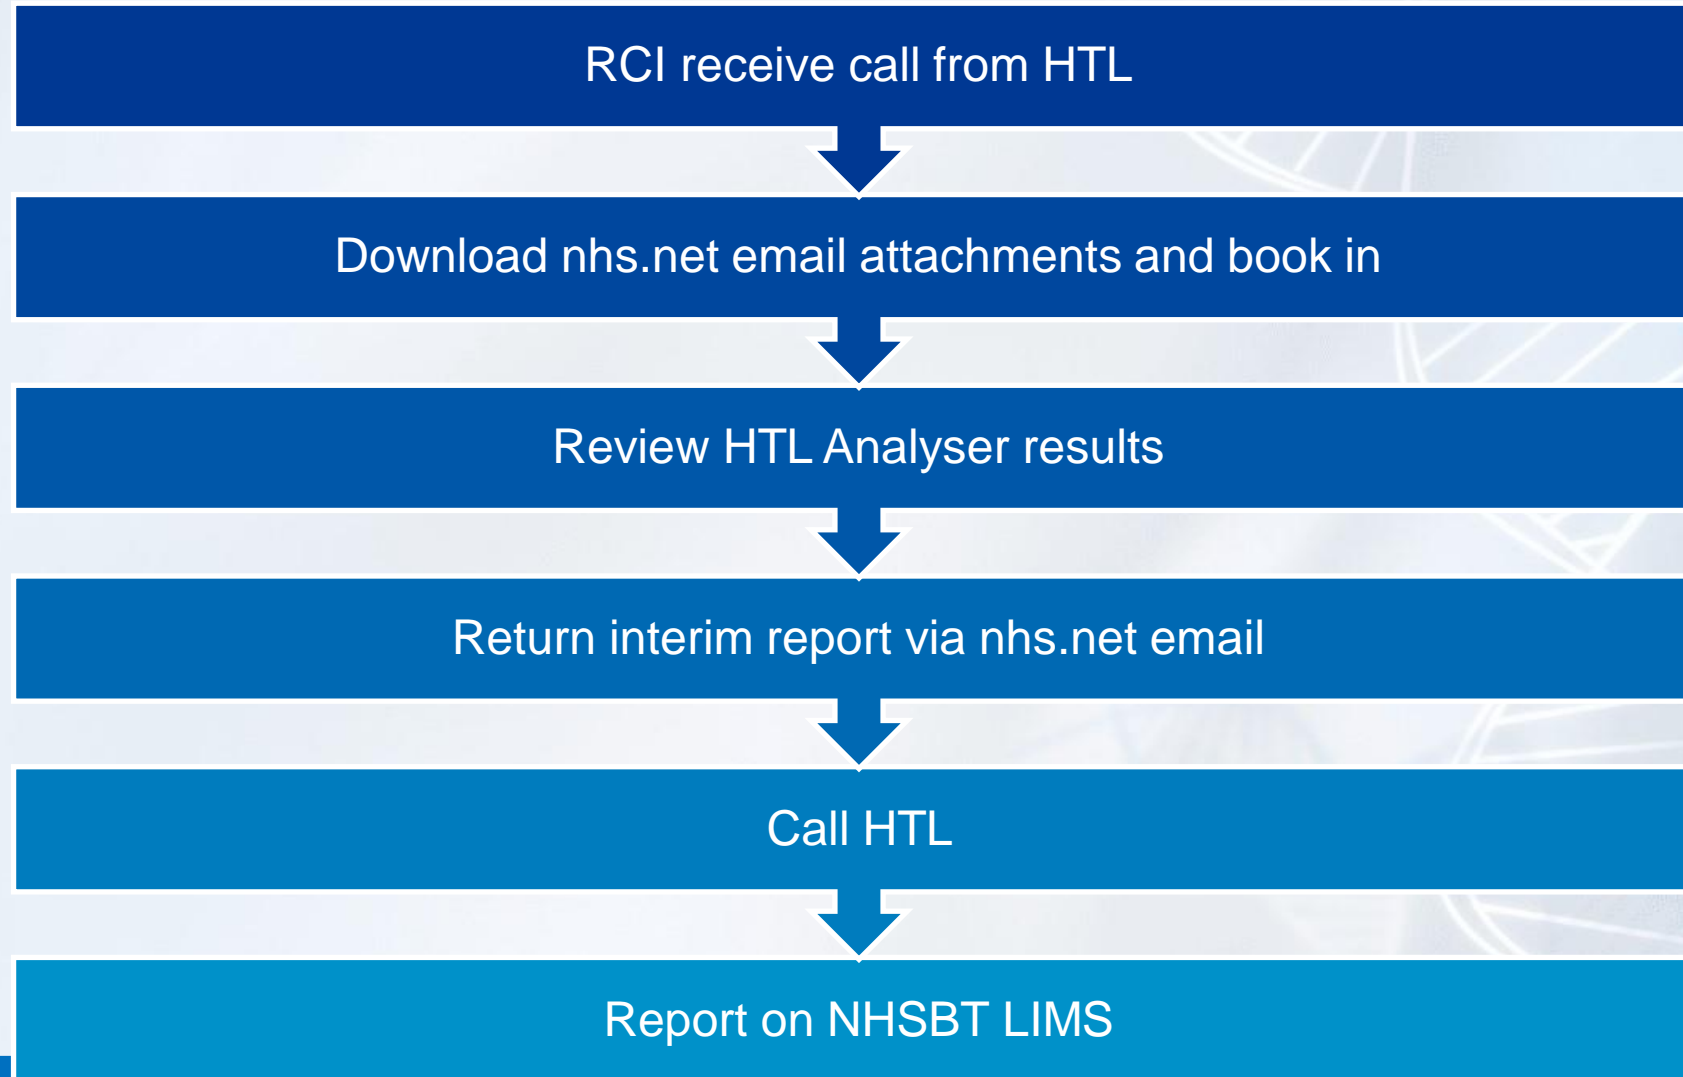 RCI receive call from HTL
Download nhs.net email attachments and book in
Review HTL Analyser results
Return interim report via nhs.net email
Call HTL
Report on NHSBT LIMS